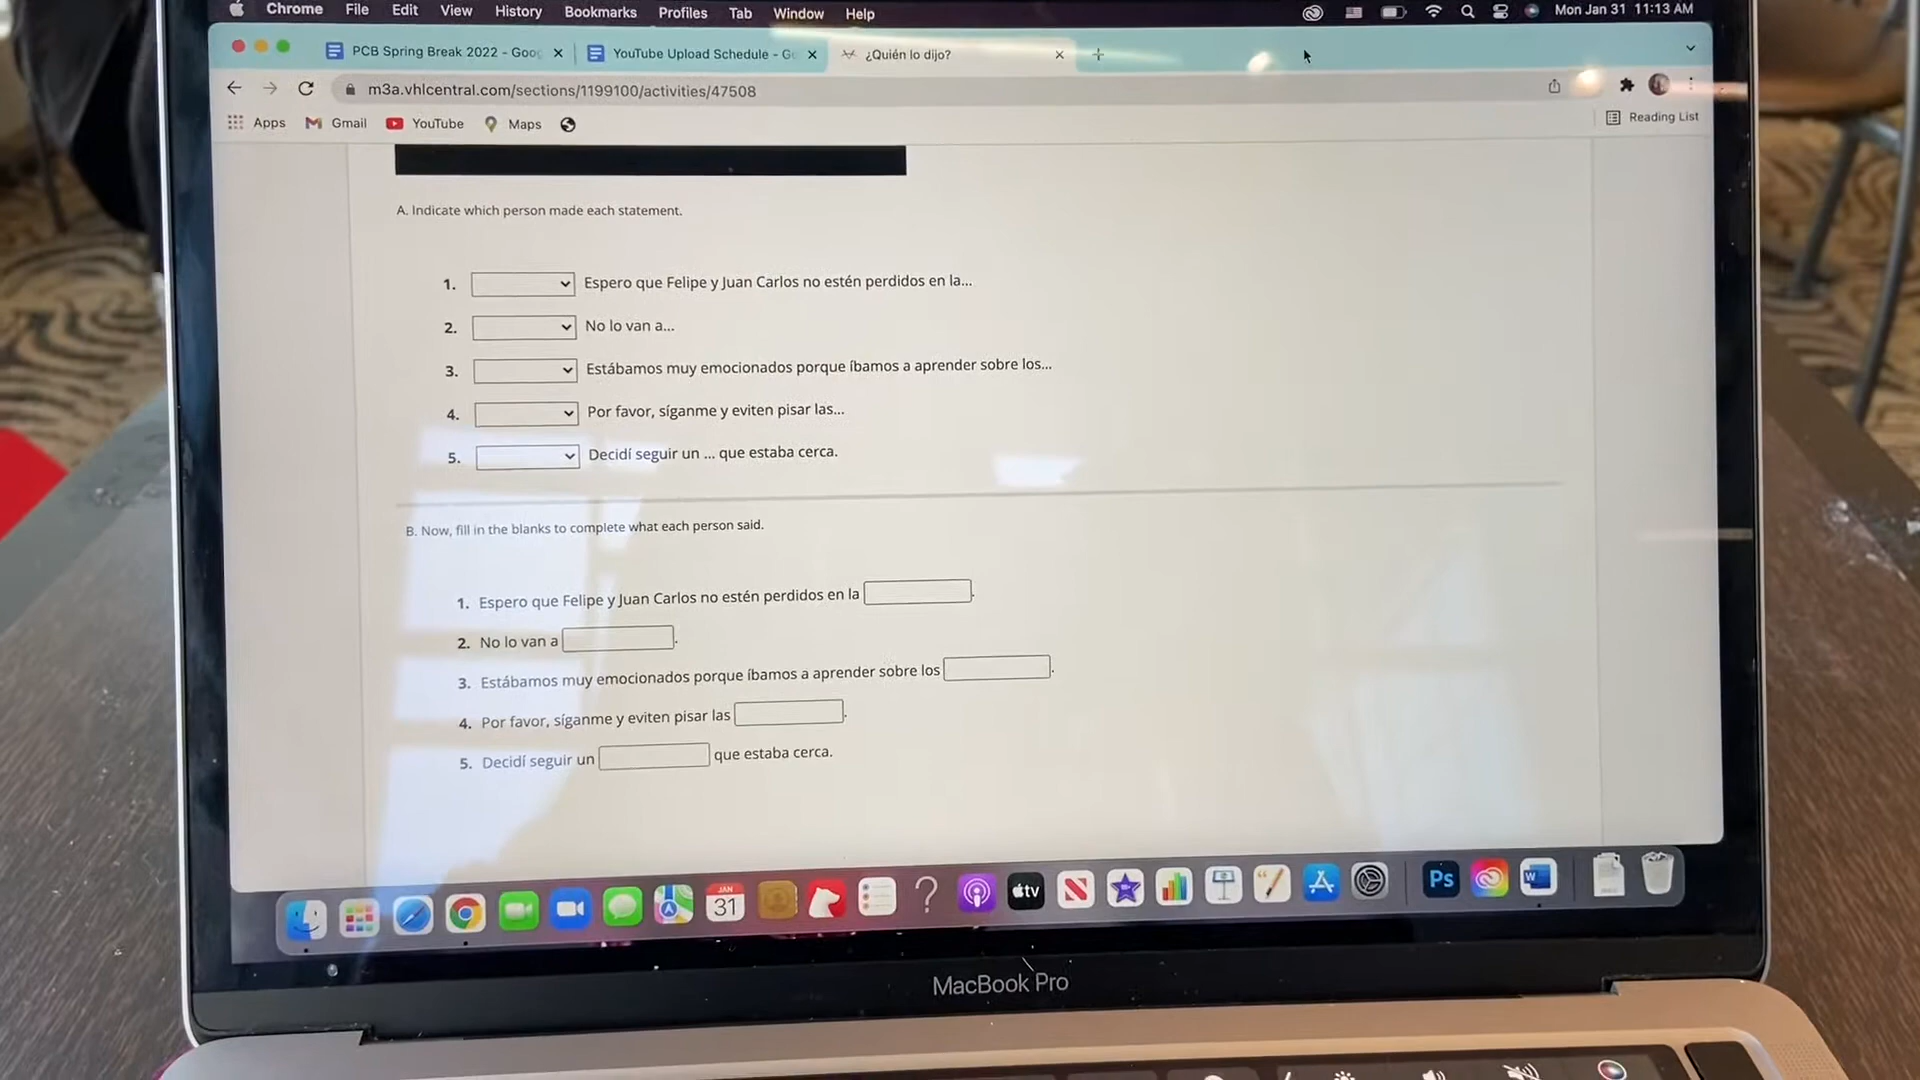 Chrome File Edit View History Bookmarks Profiles Tab Window Help Mon Jan 31 11:13 AM
PCB Spring Break 2022 - Goo YouTube Upload Schedule - G ¿Quién lo dijo?
m3a.vhlcentral.com/sections/1199100/activities/47508
Apps Gmail YouTube Maps Reading List
A. Indicate which person made each statement.
1. Espero que Felipe y Juan Carlos no estén perdidos en la...
2. No lo van a...
3. Estábamos muy emocionados porque íbamos a aprender sobre los...
4. Por favor, síganme y eviten pisar las...
5. Decidí seguir un ... que estaba cerca.
B. Now, fill in the blanks to complete what each person said.
1. Espero que Felipe y Juan Carlos no estén perdidos en la .
2. No lo van a .
3. Estábamos muy emocionados porque íbamos a aprender sobre los .
4. Por favor, síganme y eviten pisar las .
5. Decidí seguir un que estaba cerca.
JAN
31
?
tv
Ps
W
MacBook Pro